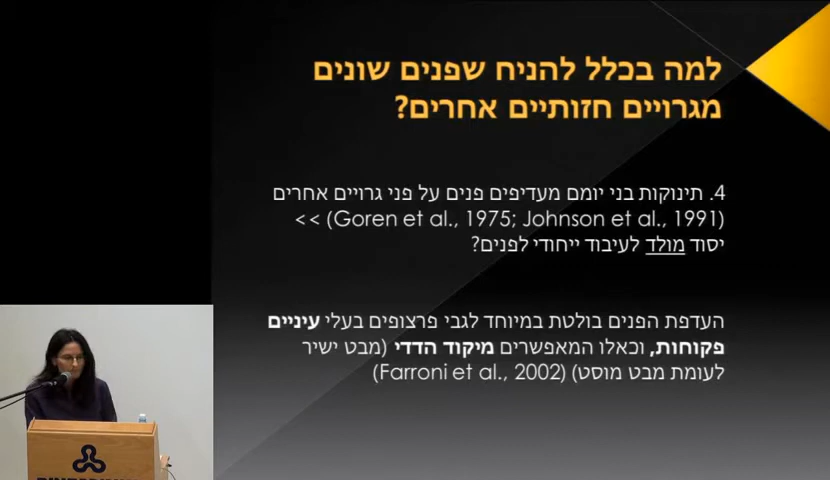 למה בכלל להניח שפנים שונים
מגרויים חזותיים אחרים?
4. תינוקות בני יומם מעדיפים פנים על פני גרויים אחרים
(Goren et al., 1975; Johnson et al., 1991) >>
יסוד מולד לעיבוד ייחודי לפנים?
העדפת הפנים בולטת במיוחד לגבי פרצופים בעלי עיניים
פקוחות, וכאלו המאפשרים מיקוד הדדי (מבט ישיר
לעומת מבט מוסט) (Farroni et al., 2002)